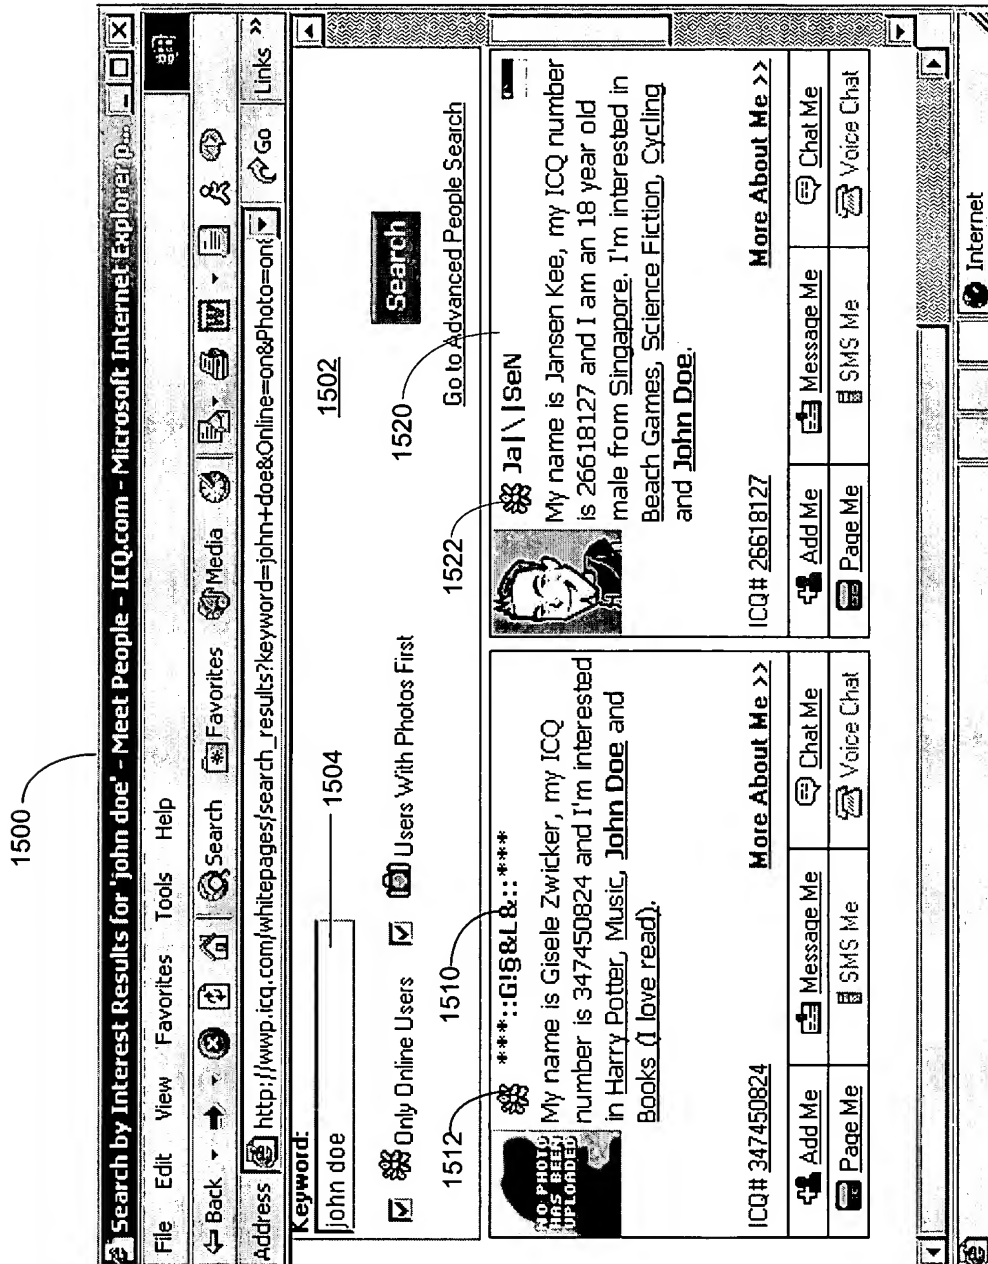 1500
Search by Interest Results for 'john doe' - Meet People - ICQ.com - Microsoft Internet Explorer p...
File Edit View Favorites Tools Help
Back Search Favorites Media
Address http://wwp.icq.com/whitepages/search_results?keyword=john+doe&Online=on&Photo=on& Go Links »
Keyword:
john doe
1504
1502
Only Online Users Users With Photos First
Search
Go to Advanced People Search
1512
1510
1522
1520
***::G!§&L&::***
NO PHOTO HAS BEEN UPLOADED
My name is Gisele Zwicker, my ICQ
number is 347450824 and I'm interested
in Harry Potter, Music, John Doe and
Books (I love read).
ICQ# 347450824
More About Me >>
Add Me Message Me Chat Me
Page Me SMS Me Voice Chat
Ja|\|SeN
My name is Jansen Kee, my ICQ number
is 26618127 and I am an 18 year old
male from Singapore. I'm interested in
Beach Games, Science Fiction, Cycling
and John Doe.
ICQ# 26618127
More About Me >>
Add Me Message Me Chat Me
Page Me SMS Me Voice Chat
Internet